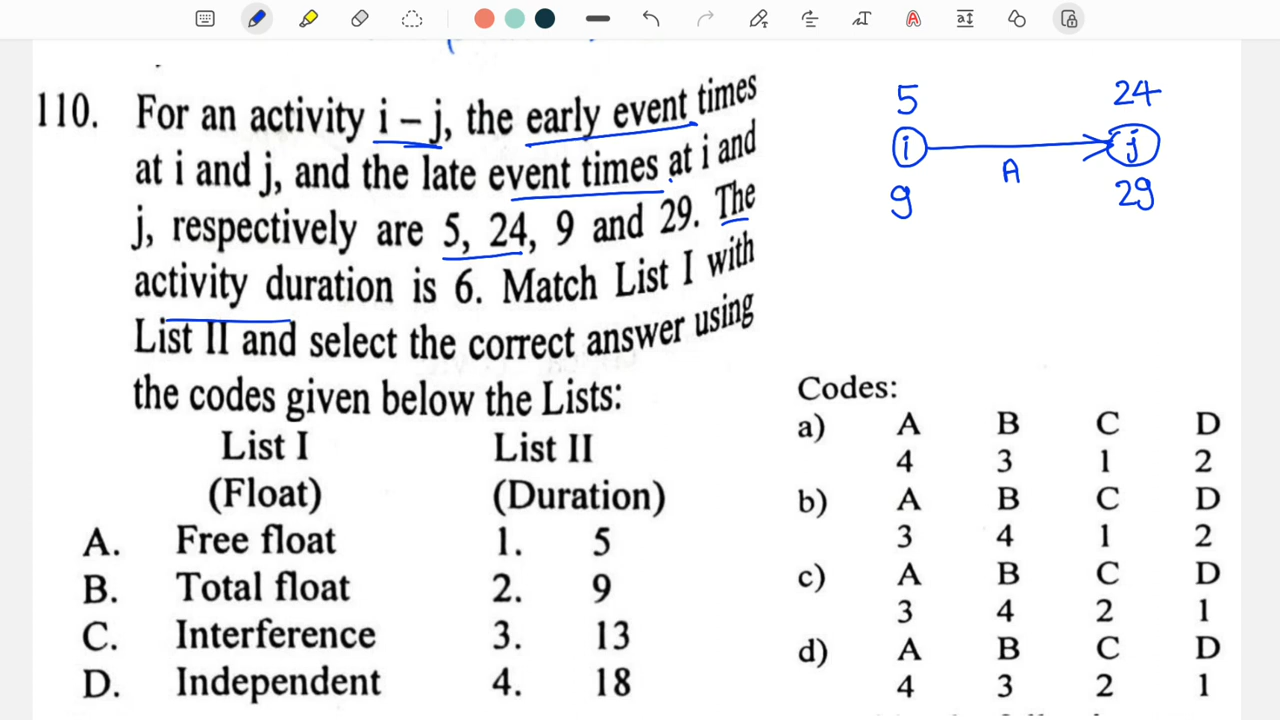 110. For an activity i – j, the early event times
at i and j, and the late event times at i and
j, respectively are 5, 24, 9 and 29. The
activity duration is 6. Match List I with
List II and select the correct answer using
the codes given below the Lists:
List I List II
(Float) (Duration)
A. Free float 1. 5
B. Total float 2. 9
C. Interference 3. 13
D. Independent 4. 18
5 24
i j
A
9 29
Codes:
a) A B C D
4 3 1 2
b) A B C D
3 4 1 2
c) A B C D
3 4 2 1
d) A B C D
4 3 2 1